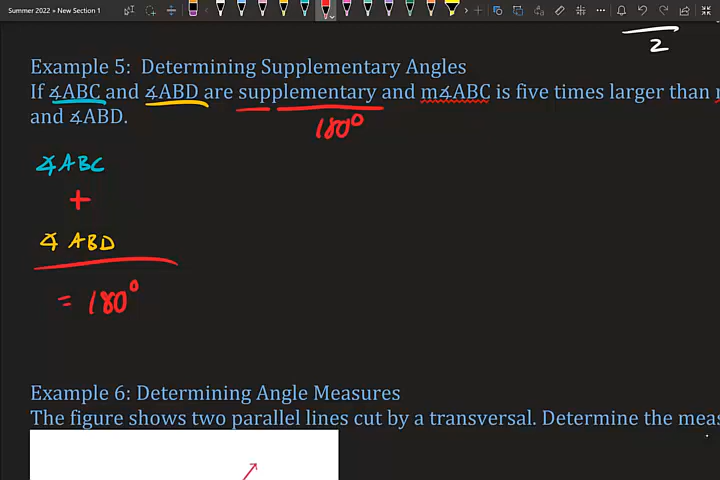 Summer 2022 » New Section 1
2
Example 5: Determining Supplementary Angles
If ∡ABC and ∡ABD are supplementary and m∡ABC is five times larger than
and ∡ABD.
180°
∡ABC
+
∡ ABD
= 180°
Example 6: Determining Angle Measures
The figure shows two parallel lines cut by a transversal. Determine the